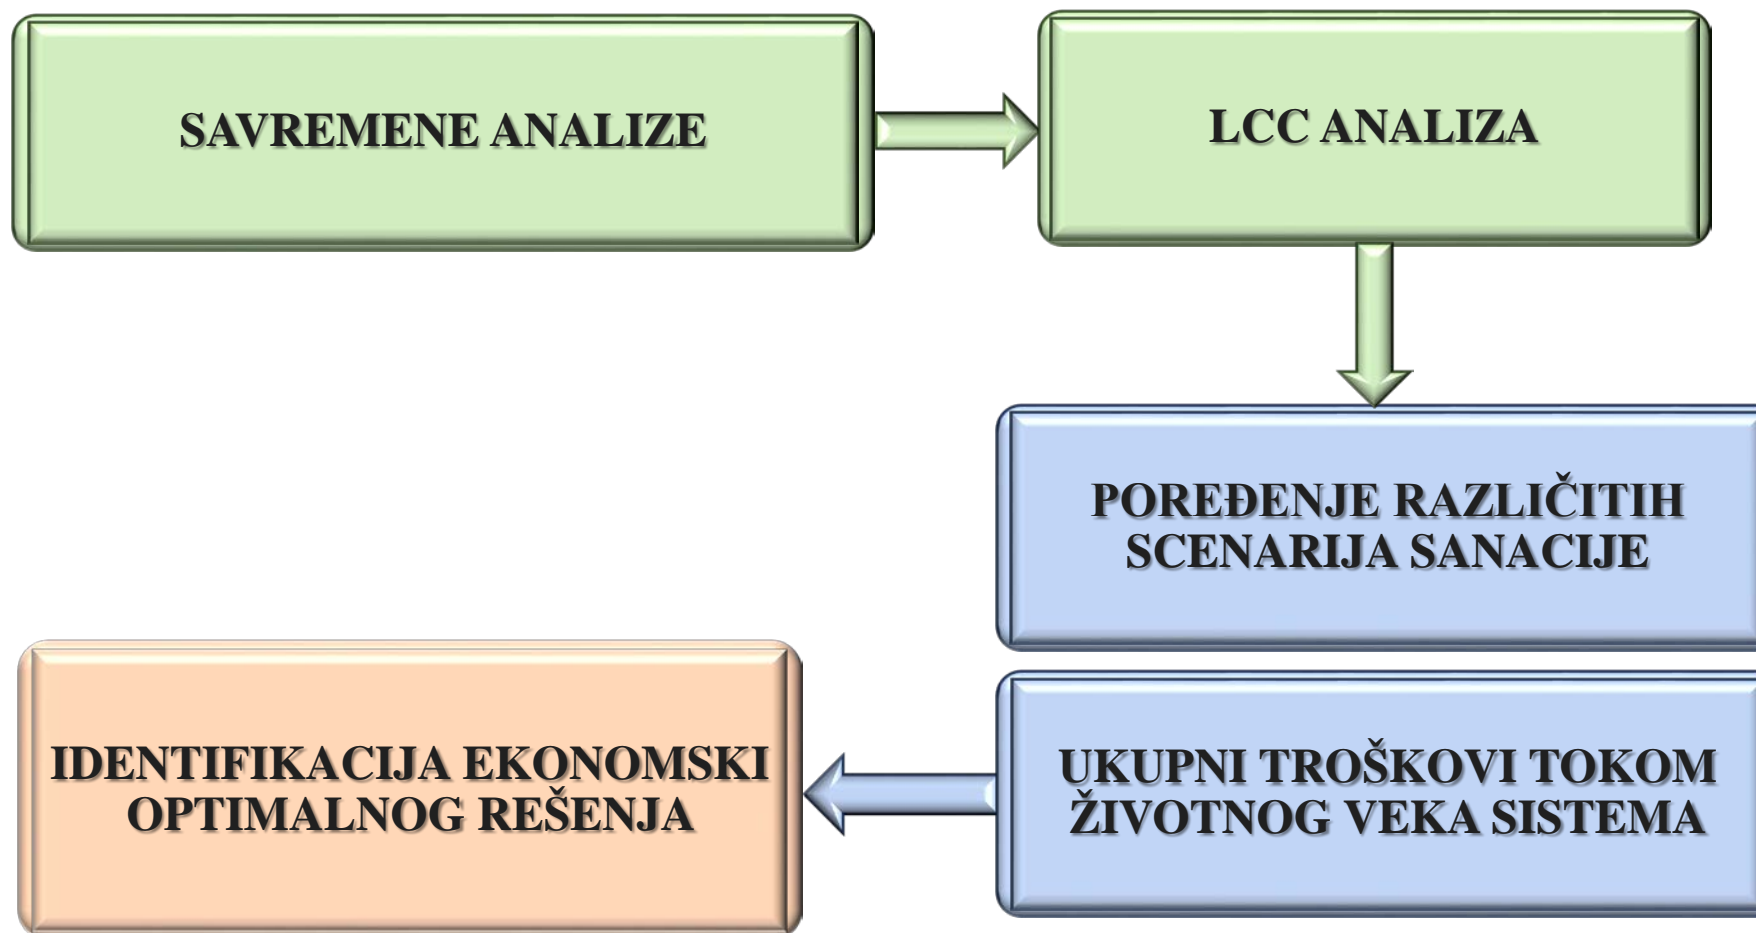 SAVREMENE ANALIZE
LCC ANALIZA
POREĐENJE RAZLIČITIH
SCENARIJA SANACIJE
UKUPNI TROŠKOVI TOKOM
ŽIVOTNOG VEKA SISTEMA
IDENTIFIKACIJA EKONOMSKI
OPTIMALNOG REŠENJA